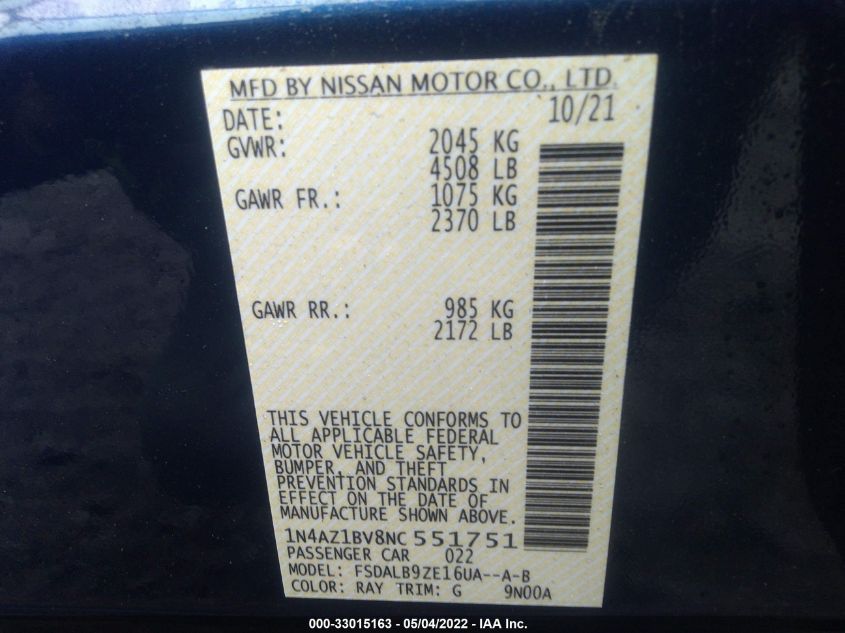 MFD BY NISSAN MOTOR CO., LTD.
DATE: 10/21
GVWR: 2045 KG
4508 LB
GAWR FR.: 1075 KG
2370 LB
GAWR RR.: 985 KG
2172 LB
THIS VEHICLE CONFORMS TO
ALL APPLICABLE FEDERAL
MOTOR VEHICLE SAFETY,
BUMPER, AND THEFT
PREVENTION STANDARDS IN
EFFECT ON THE DATE OF
MANUFACTURE SHOWN ABOVE.
1N4AZ1BV8NC551751
PASSENGER CAR 022
MODEL: FSDALB9ZE16UA--A-B
COLOR: RAY TRIM: G 9N00A
000-33015163 - 05/04/2022 - IAA Inc.